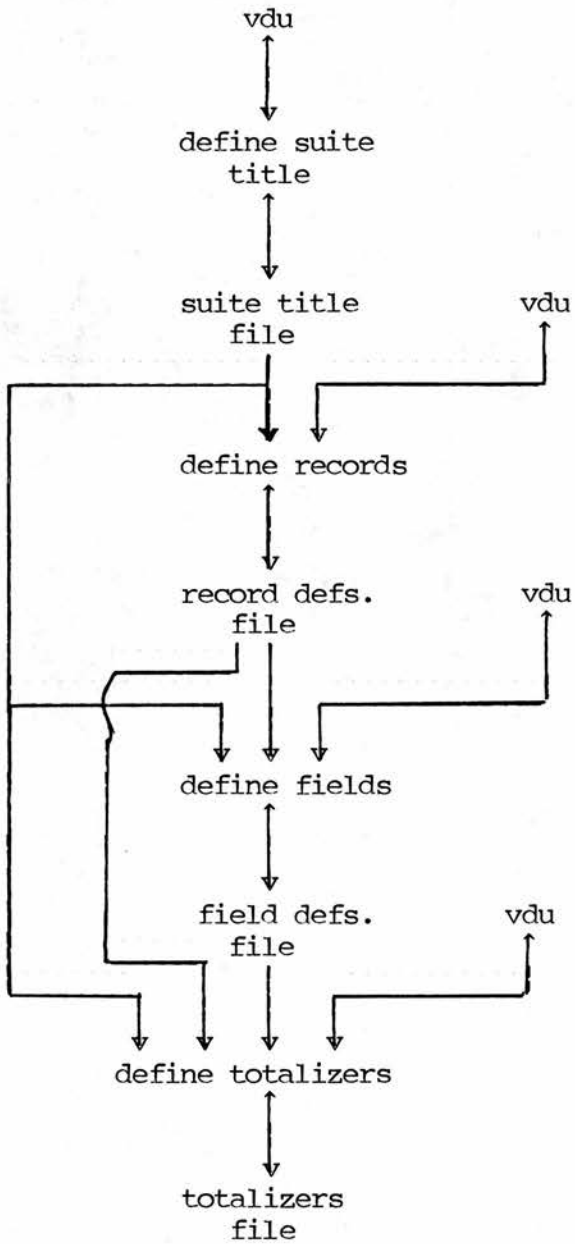 vdu
define suite
title
suite title
file
vdu
define records
record defs.
file
vdu
define fields
field defs.
file
vdu
define totalizers
totalizers
file